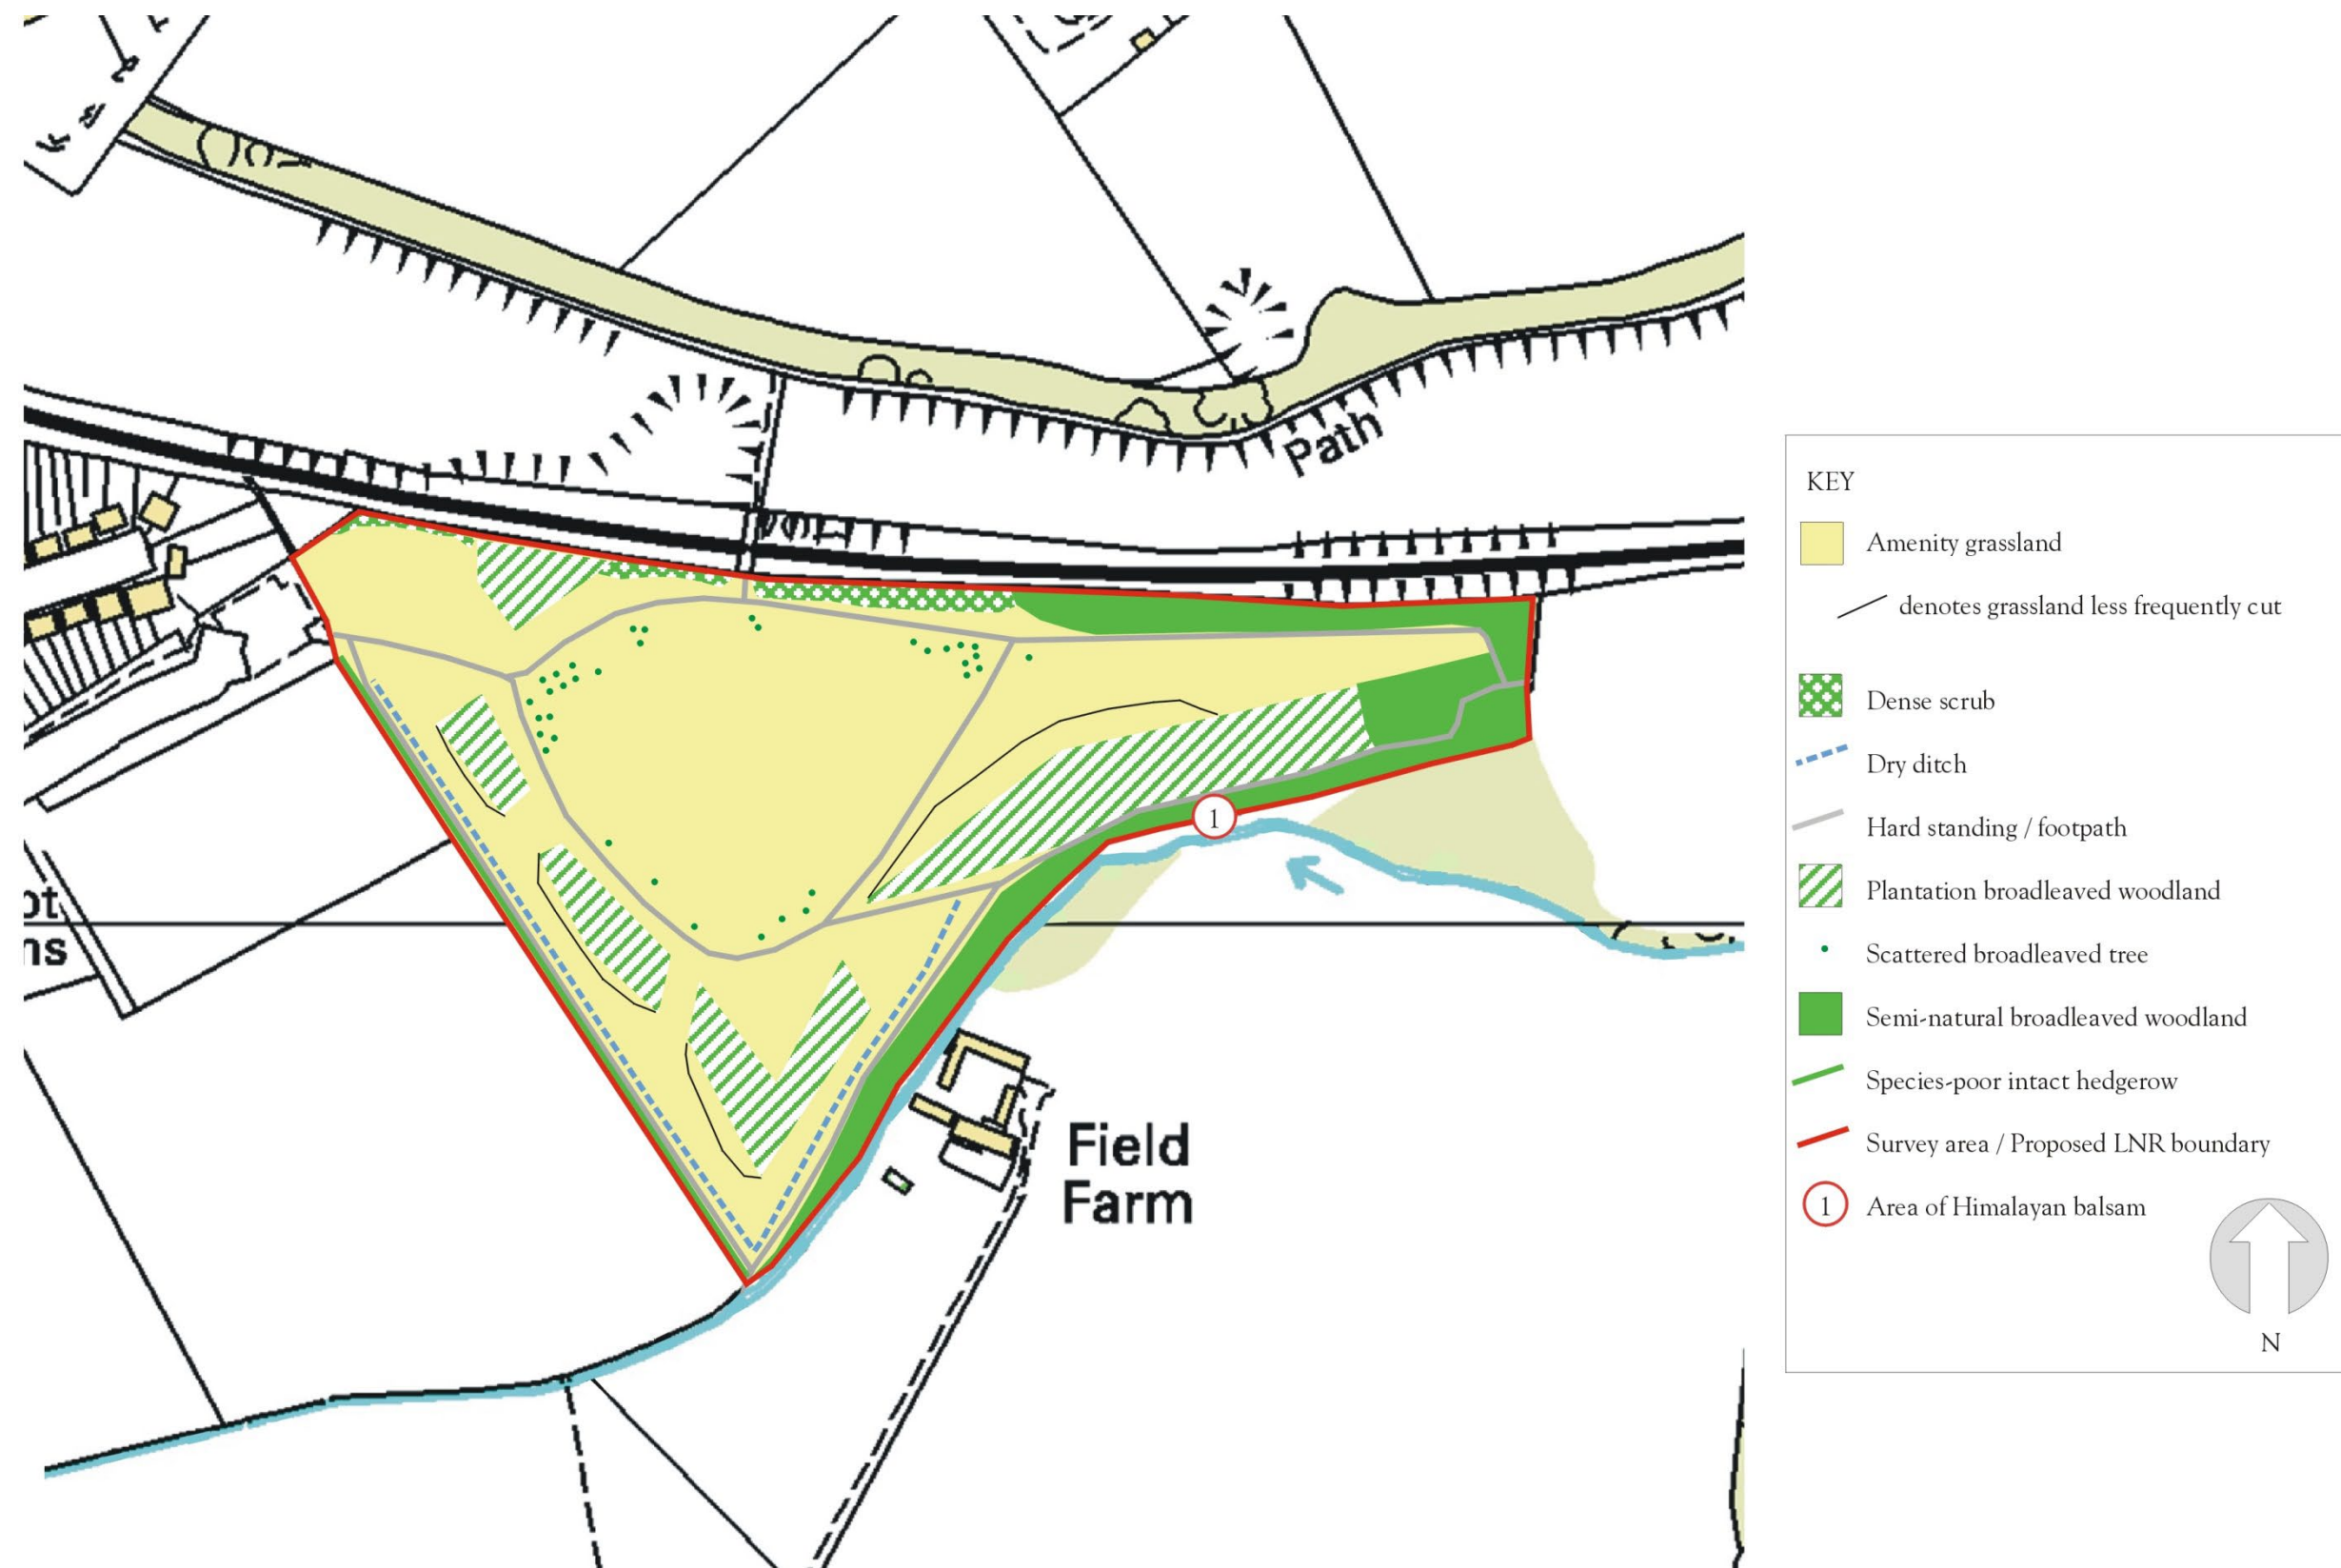 Path
ot
ns
1
Field
Farm
KEY
Amenity grassland
denotes grassland less frequently cut
Dense scrub
Dry ditch
Hard standing / footpath
Plantation broadleaved woodland
Scattered broadleaved tree
Semi-natural broadleaved woodland
Species-poor intact hedgerow
Survey area / Proposed LNR boundary
1 Area of Himalayan balsam
N